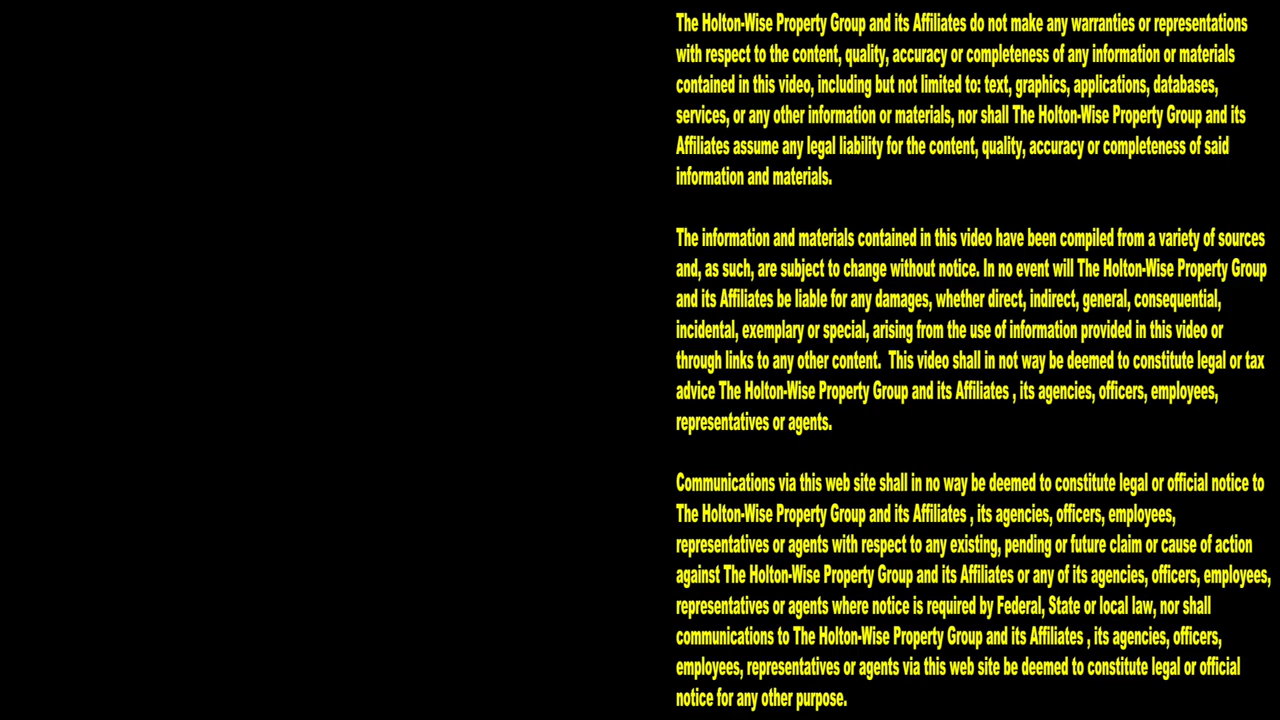 The Holton-Wise Property Group and its Affiliates do not make any warranties or representations
with respect to the content, quality, accuracy or completeness of any information or materials
contained in this video, including but not limited to: text, graphics, applications, databases,
services, or any other information or materials, nor shall The Holton-Wise Property Group and its
Affiliates assume any legal liability for the content, quality, accuracy or completeness of said
information and materials.
The information and materials contained in this video have been compiled from a variety of sources
and, as such, are subject to change without notice. In no event will The Holton-Wise Property Group
and its Affiliates be liable for any damages, whether direct, indirect, general, consequential,
incidental, exemplary or special, arising from the use of information provided in this video or
through links to any other content.  This video shall in not way be deemed to constitute legal or tax
advice The Holton-Wise Property Group and its Affiliates , its agencies, officers, employees,
representatives or agents.
Communications via this web site shall in no way be deemed to constitute legal or official notice to
The Holton-Wise Property Group and its Affiliates , its agencies, officers, employees,
representatives or agents with respect to any existing, pending or future claim or cause of action
against The Holton-Wise Property Group and its Affiliates or any of its agencies, officers, employees,
representatives or agents where notice is required by Federal, State or local law, nor shall
communications to The Holton-Wise Property Group and its Affiliates , its agencies, officers,
employees, representatives or agents via this web site be deemed to constitute legal or official
notice for any other purpose.